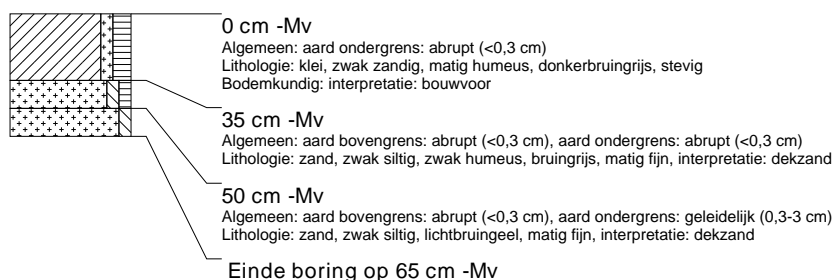 0 cm -Mv
Algemeen: aard ondergrens: abrupt (<0,3 cm)
Lithologie: klei, zwak zandig, matig humeus, donkerbruingrijs, stevig
Bodemkundig: interpretatie: bouwvoor
35 cm -Mv
Algemeen: aard bovengrens: abrupt (<0,3 cm), aard ondergrens: abrupt (<0,3 cm)
Lithologie: zand, zwak siltig, zwak humeus, bruingrijs, matig fijn, interpretatie: dekzand
50 cm -Mv
Algemeen: aard bovengrens: abrupt (<0,3 cm), aard ondergrens: geleidelijk (0,3-3 cm)
Lithologie: zand, zwak siltig, lichtbruingeel, matig fijn, interpretatie: dekzand
Einde boring op 65 cm -Mv